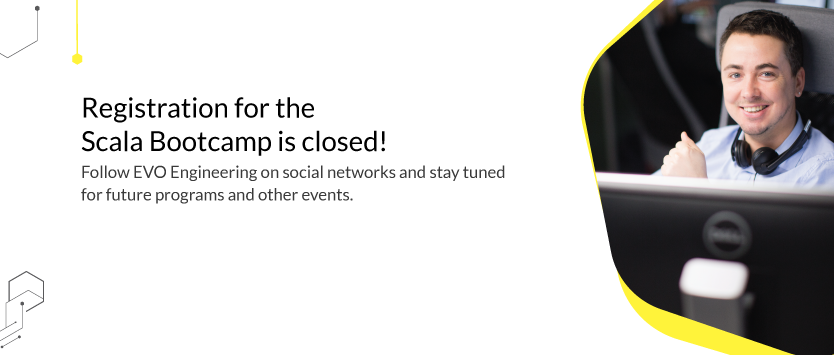 Registration for the
Scala Bootcamp is closed!
Follow EVO Engineering on social networks and stay tuned
for future programs and other events.
DELL